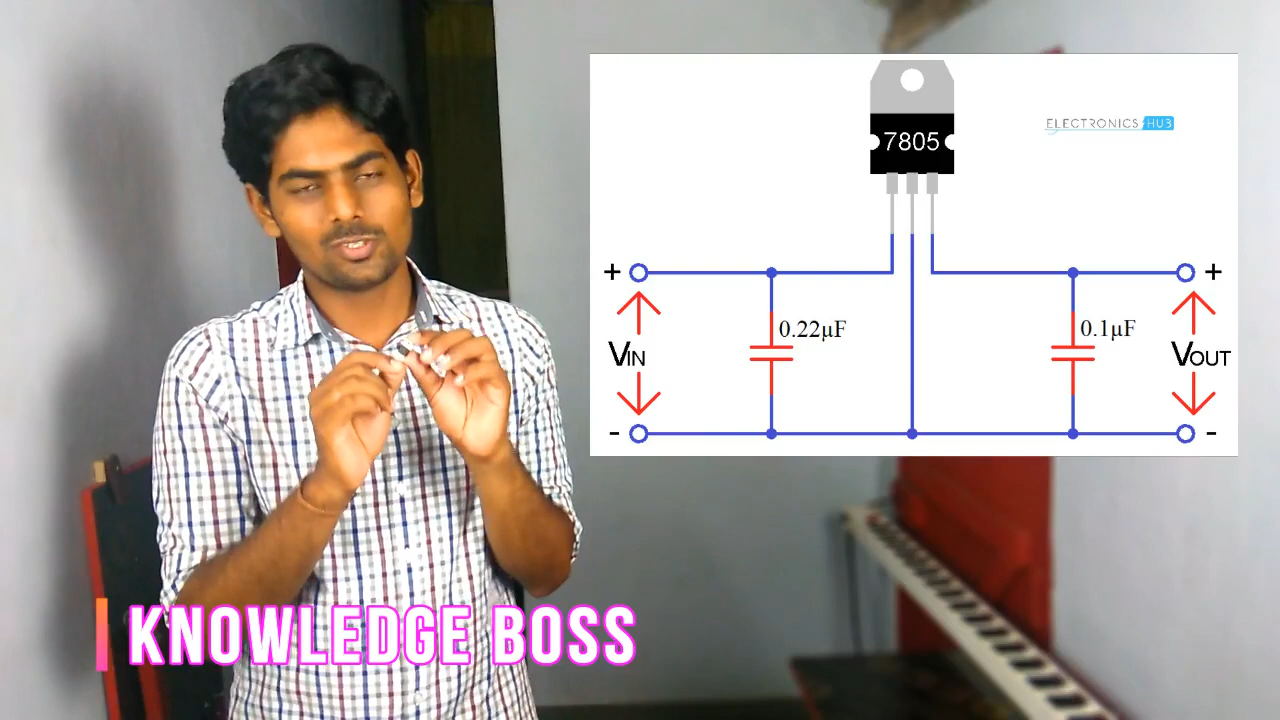 ELECTRONICS HUB
7805
+
+
0.22µF
0.1µF
VIN
VOUT
-
-
KNOWLEDGE BOSS